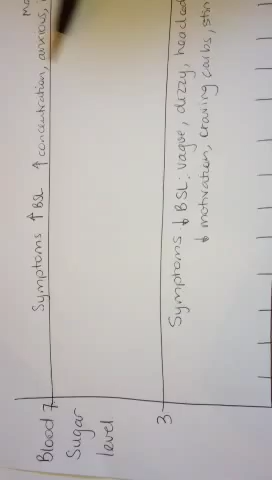 Symptoms ↑ BSL ↑ concentration, anxious,
Blood 7
Sugar
level
Symptoms ↓ BSL: vague, dizzy,
↓ motivation, craving carbs,
3